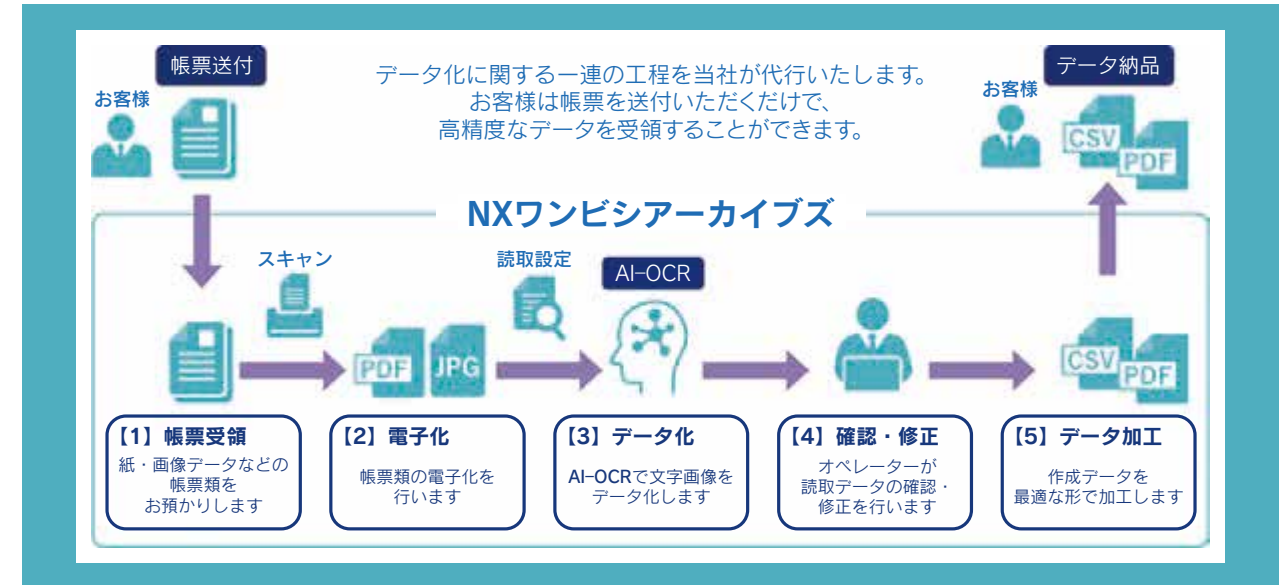 帳票送付
お客様
データ化に関する一連の工程を当社が代行いたします。
お客様は帳票を送付いただくだけで、
高精度なデータを受領することができます。
データ納品
お客様
CSV
PDF
NXワンビシアーカイブズ
スキャン
読取設定
AI-OCR
PDF
JPG
CSV
PDF
【1】帳票受領
紙・画像データなどの
帳票類を
お預かりします
【2】電子化
帳票類の電子化を
行います
【3】データ化
AI-OCRで文字画像を
データ化します
【4】確認・修正
オペレーターが
読取データの確認・
修正を行います
【5】データ加工
作成データを
最適な形で加工します